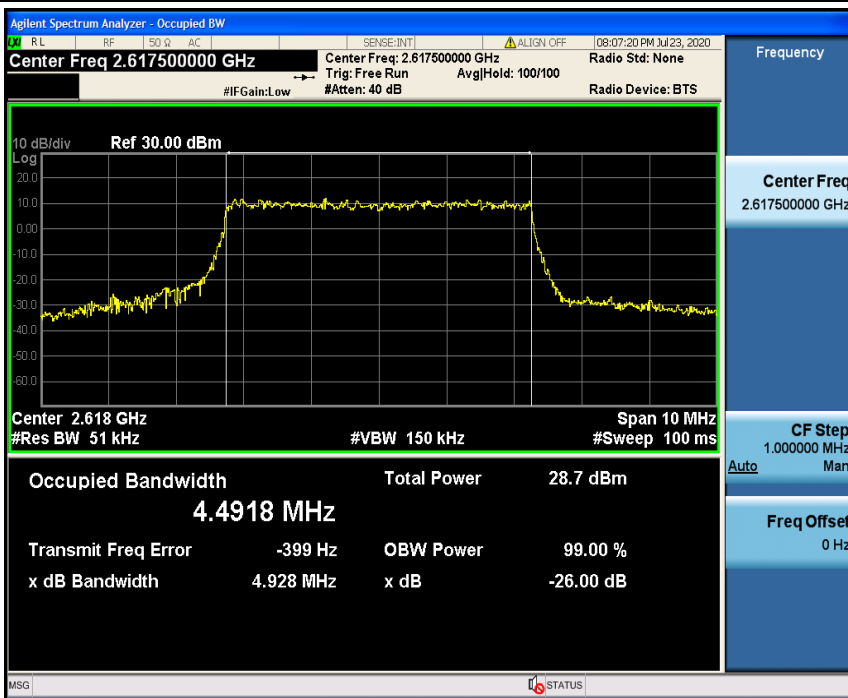 Agilent Spectrum Analyzer - Occupied BW
LXI RL RF 50 Ω AC SENSE:INT ALIGN OFF 08:07:20 PM Jul 23, 2020
Center Freq 2.617500000 GHz
Center Freq: 2.617500000 GHz Radio Std: None
Trig: Free Run Avg|Hold: 100/100
#IFGain:Low #Atten: 40 dB Radio Device: BTS
10 dB/div Ref 30.00 dBm
Log
20.0
10.0
0.00
-10.0
-20.0
-30.0
-40.0
-50.0
-60.0
Center 2.618 GHz Span 10 MHz
#Res BW 51 kHz #VBW 150 kHz #Sweep 100 ms
Occupied Bandwidth Total Power 28.7 dBm
4.4918 MHz
Transmit Freq Error -399 Hz OBW Power 99.00 %
x dB Bandwidth 4.928 MHz x dB -26.00 dB
MSG STATUS
Frequency
Center Freq
2.617500000 GHz
CF Step
1.000000 MHz
Auto Man
Freq Offset
0 Hz